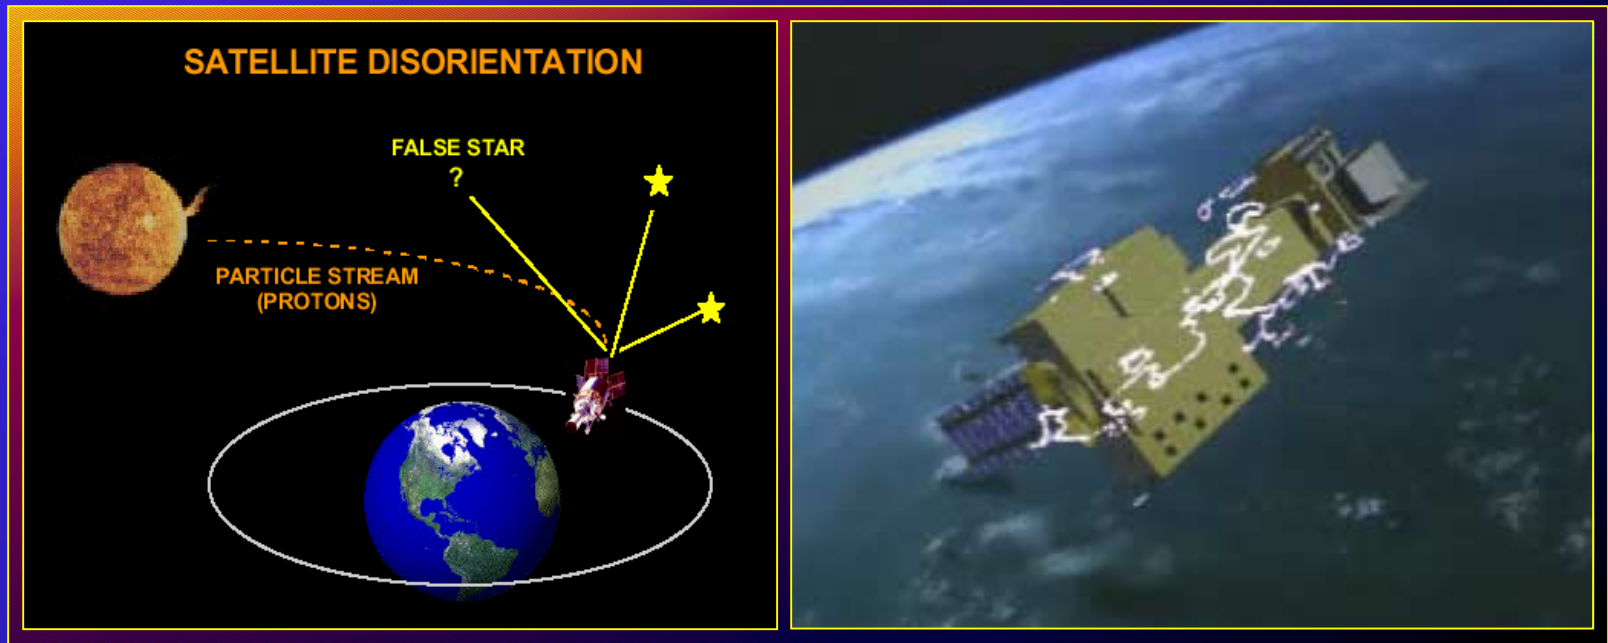 SATELLITE DISORIENTATION
FALSE STAR
?
PARTICLE STREAM
(PROTONS)